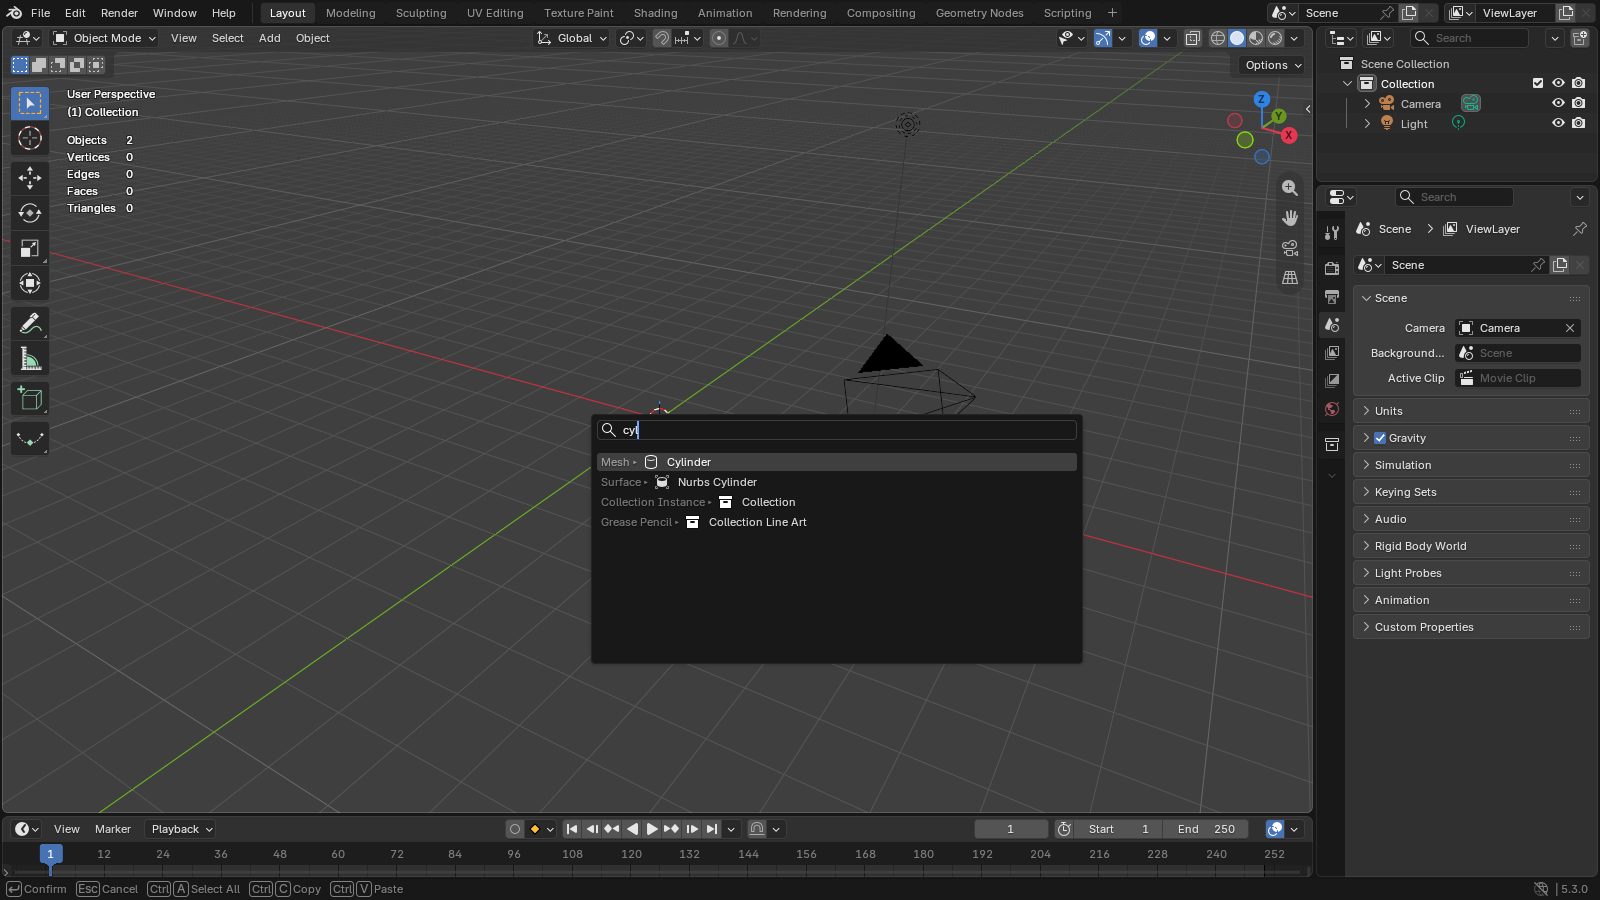 File Edit Render Window Help Layout Modeling Sculpting UV Editing Texture Paint Shading Animation Rendering Compositing Geometry Nodes Scripting + Scene ViewLayer
Object Mode View Select Add Object Global Search
Options
User Perspective
(1) Collection
Objects 2
Vertices 0
Edges 0
Faces 0
Triangles 0
Z
Y
X
cyl
Mesh Cylinder
Surface Nurbs Cylinder
Collection Instance Collection
Grease Pencil Collection Line Art
Scene Collection
Collection
Camera
Light
Search
Scene ViewLayer
Scene
Scene
Camera Camera
Background... Scene
Active Clip Movie Clip
Units
Gravity
Simulation
Keying Sets
Audio
Rigid Body World
Light Probes
Animation
Custom Properties
View Marker Playback 1 Start 1 End 250
1 12 24 36 48 60 72 84 96 108 120 132 144 156 168 180 192 204 216 228 240 252
Confirm Esc Cancel Ctrl A Select All Ctrl C Copy Ctrl V Paste 5.3.0